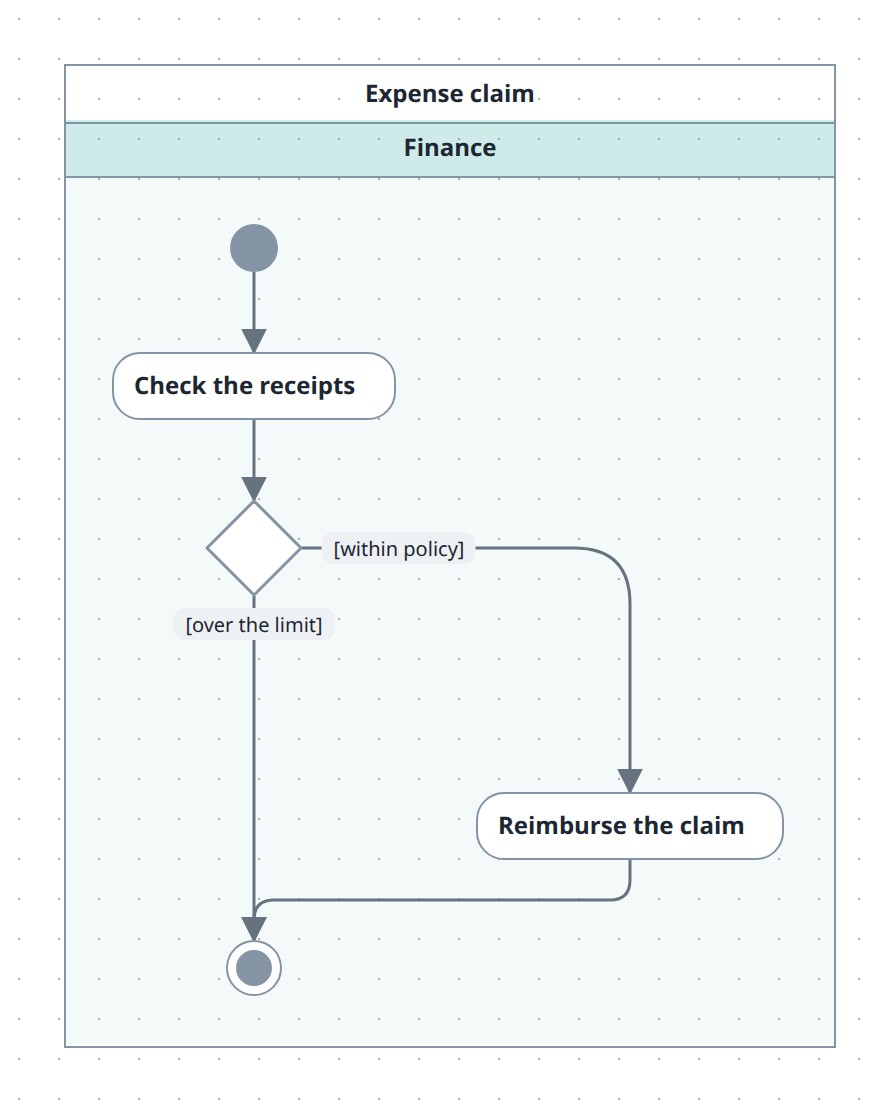 Expense claim
Finance
Check the receipts
[within policy]
[over the limit]
Reimburse the claim